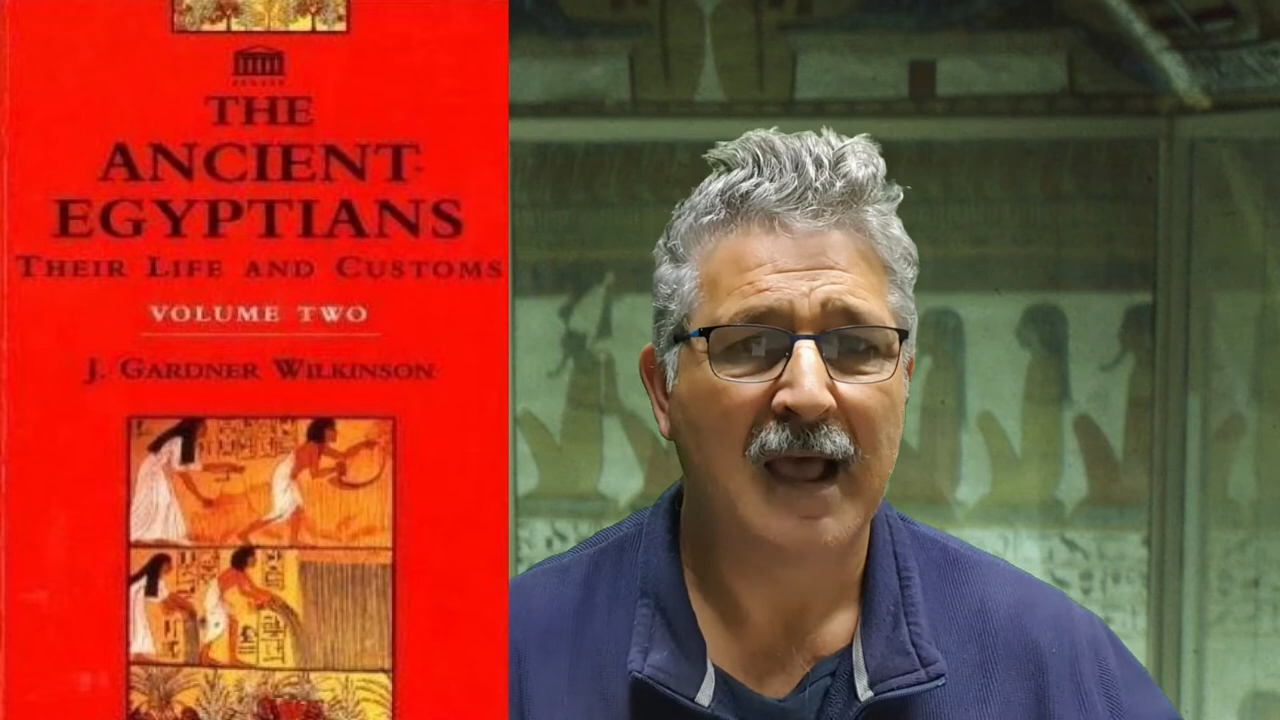 THE
ANCIENT
EGYPTIANS
THEIR LIFE AND CUSTOMS
VOLUME TWO
J. GARDNER WILKINSON